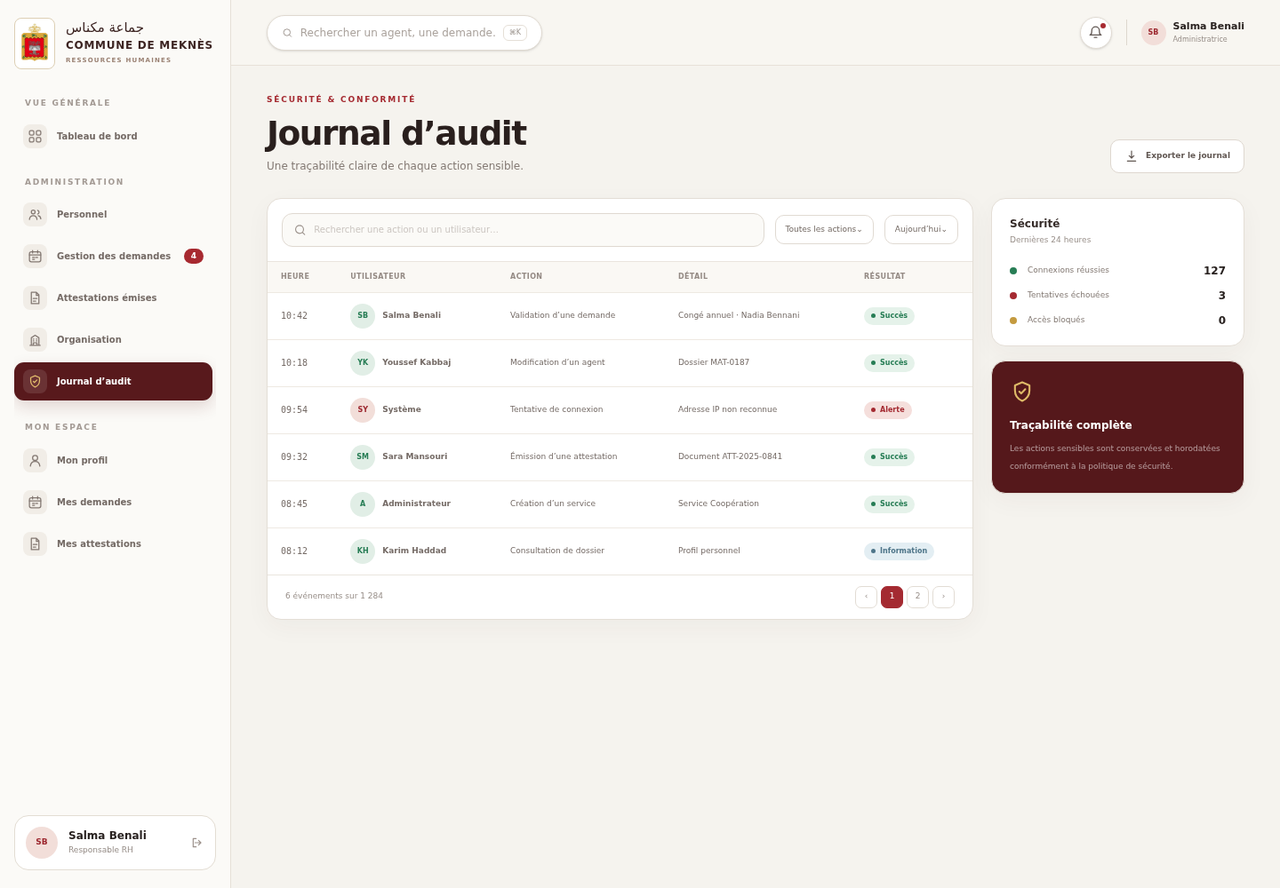 جماعة مكناس
COMMUNE DE MEKNÈS
RESSOURCES HUMAINES
VUE GÉNÉRALE
Tableau de bord
ADMINISTRATION
Personnel
Gestion des demandes 4
Attestations émises
Organisation
Journal d’audit
MON ESPACE
Mon profil
Mes demandes
Mes attestations
SB Salma Benali
Responsable RH
Rechercher un agent, une demande. ⌘K
SB Salma Benali
Administratrice
SÉCURITÉ & CONFORMITÉ
Journal d’audit
Une traçabilité claire de chaque action sensible.
Exporter le journal
Rechercher une action ou un utilisateur... Toutes les actions⌄ Aujourd’hui⌄
HEURE UTILISATEUR ACTION DÉTAIL RÉSULTAT
10:42 SB Salma Benali Validation d’une demande Congé annuel · Nadia Bennani Succès
10:18 YK Youssef Kabbaj Modification d’un agent Dossier MAT-0187 Succès
09:54 SY Système Tentative de connexion Adresse IP non reconnue Alerte
09:32 SM Sara Mansouri Émission d’une attestation Document ATT-2025-0841 Succès
08:45 A Administrateur Création d’un service Service Coopération Succès
08:12 KH Karim Haddad Consultation de dossier Profil personnel Information
6 événements sur 1 284 ‹ 1 2 ›
Sécurité
Dernières 24 heures
Connexions réussies 127
Tentatives échouées 3
Accès bloqués 0
Traçabilité complète
Les actions sensibles sont conservées et horodatées
conformément à la politique de sécurité.